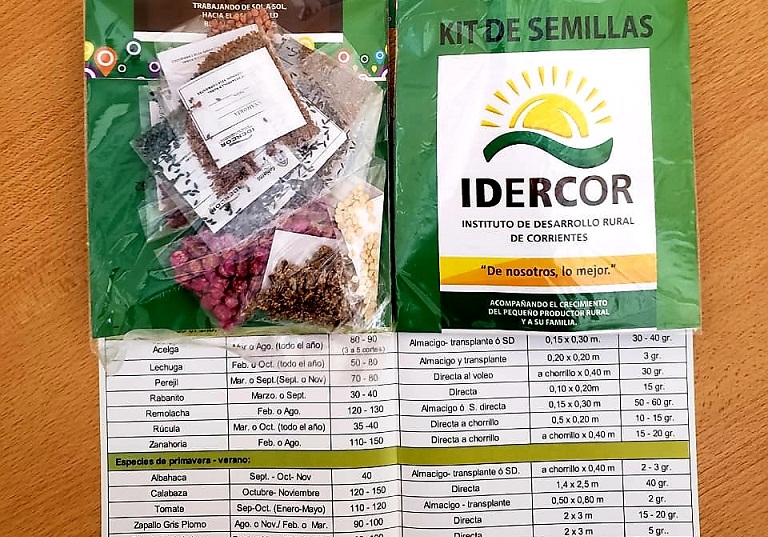 TRABAJANDO DE SOL A SOL.
KIT DE SEMILLAS
IDERCOR
INSTITUTO DE DESARROLLO RURAL
DE CORRIENTES
"De nosotros, lo mejor."
ACOMPAÑANDO EL CRECIMIENTO
DEL PEQUEÑO PRODUCTOR RURAL
Y A SU FAMILIA.
IDERCOR
Acelga o Ago. (todo el año) 80 - 90 (3 a 5 cortes) Almacigo- transplante ó SD 0,15 x 0,30 m. 30 - 40 gr.
Lechuga Feb. o Oct. (todo el año) 50 - 80 Almacigo y transplante 0,20 x 0,20 m 3 gr.
Perejil Mar. o Sept.(Sept. o Nov) 70 - 80 Directa al voleo a chorrillo x 0,40 m 30 gr.
Rabanito Marzo. o Sept. 30 - 40 Directa 0,10 x 0,20m 15 gr.
Remolacha Feb. o Ago. 120 - 130 Almacigo ó S. directa 0,15 x 0,30 m 50 - 60 gr.
Rúcula Mar. o Oct. (todo el año) 35 -40 Directa a chorrillo 0,5 x 0,20 m 10 - 15 gr.
Zanahoria Feb. o Ago. 110- 150 Directa a chorrillo a chorrillo x 0,40 m 15 - 20 gr.
Especies de primavera - verano:
Albahaca Sept. - Oct- Nov 40 Almacigo- transplante ó SD. a chorrillo x 0,40 m 2 - 3 gr.
Calabaza Octubre- Noviembre 120 - 150 Directa 1,4 x 2,5 m 40 gr.
Tomate Sep-Oct. (Enero-Mayo) 110 - 120 Almacigo - transplante 0,50 x 0,80 m 2 gr.
Zapallo Gris Plomo Ago. o Nov./ Feb. o Mar. 90 -100 Directa 2 x 3 m 15 - 20 gr.
Directa 2 x 3 m 5 gr..